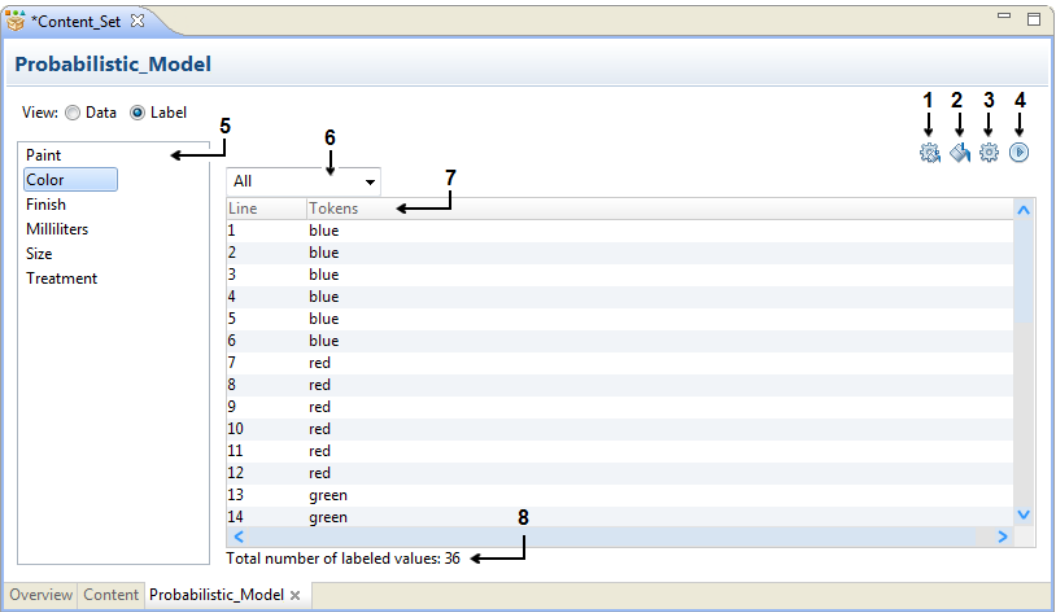 *Content_Set
Probabilistic_Model
View: Data Label
1 2 3 4
5
6
7
Paint
Color
Finish
Milliliters
Size
Treatment
All
Line Tokens
1 blue
2 blue
3 blue
4 blue
5 blue
6 blue
7 red
8 red
9 red
10 red
11 red
12 red
13 green
14 green
8
Total number of labeled values: 36
Overview Content Probabilistic_Model